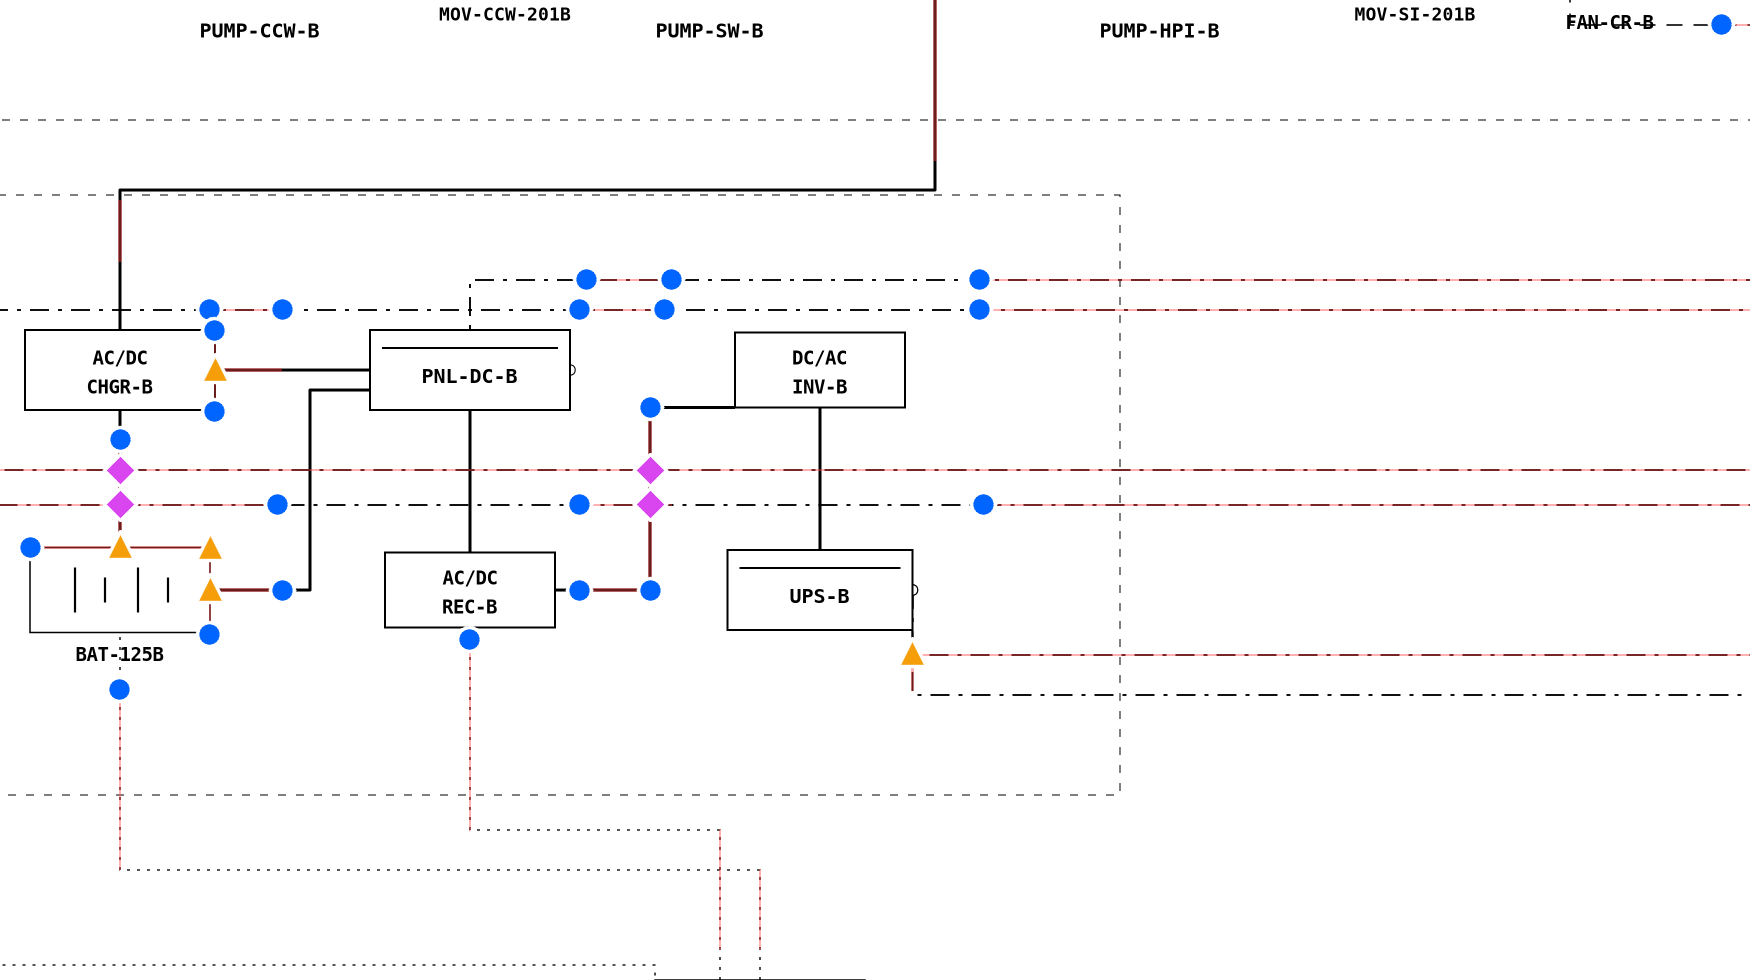 MOV-CCW-201B
MOV-SI-201B
PUMP-CCW-B
PUMP-SW-B
PUMP-HPI-B
FAN-CR-B
AC/DC
CHGR-B
PNL-DC-B
DC/AC
INV-B
AC/DC
REC-B
UPS-B
BAT-125B